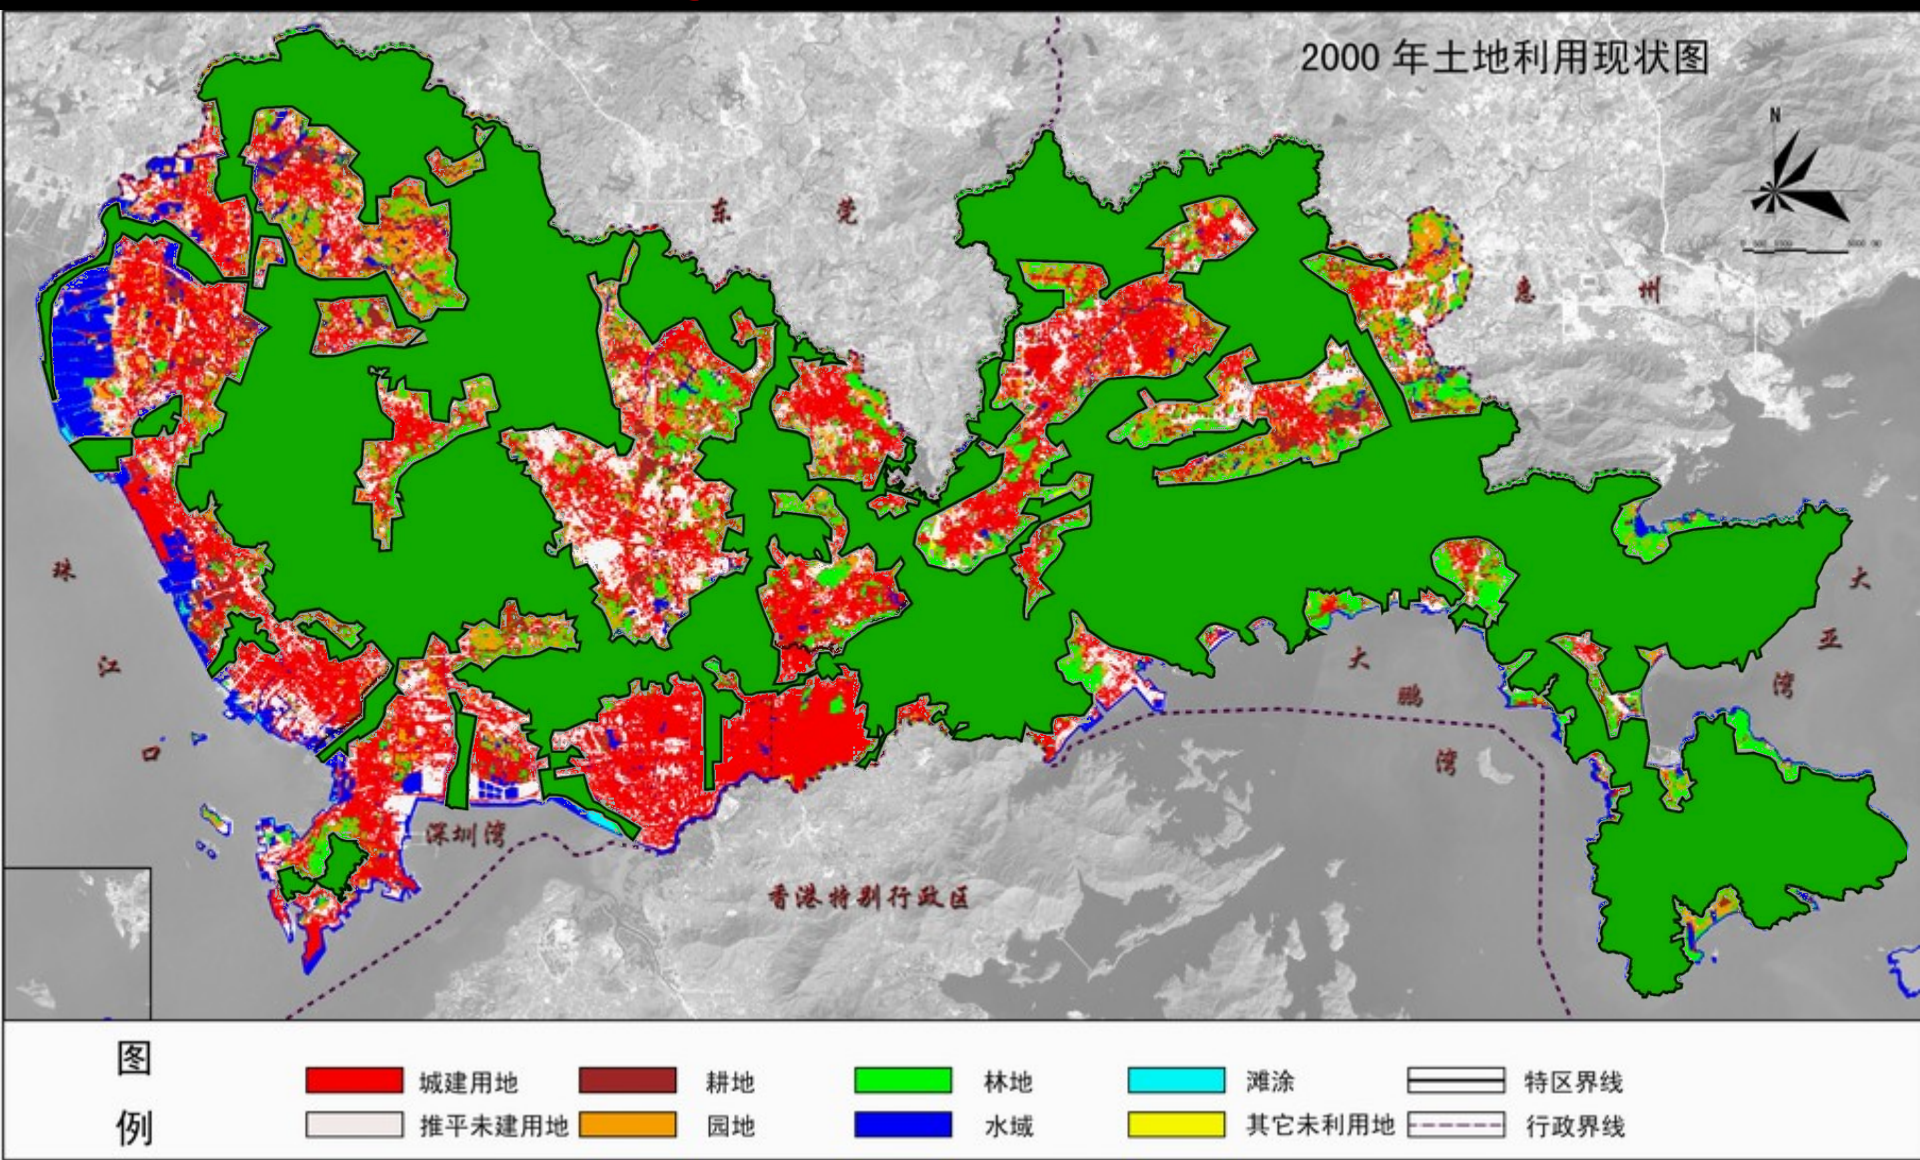 2000 年土地利用现状图
N
东 莞
惠 州
珠
江
口
大
亚
湾
大
鹏
湾
深圳湾
香港特别行政区
图
例
城建用地
耕地
林地
滩涂
特区界线
推平未建用地
园地
水域
其它未利用地
行政界线